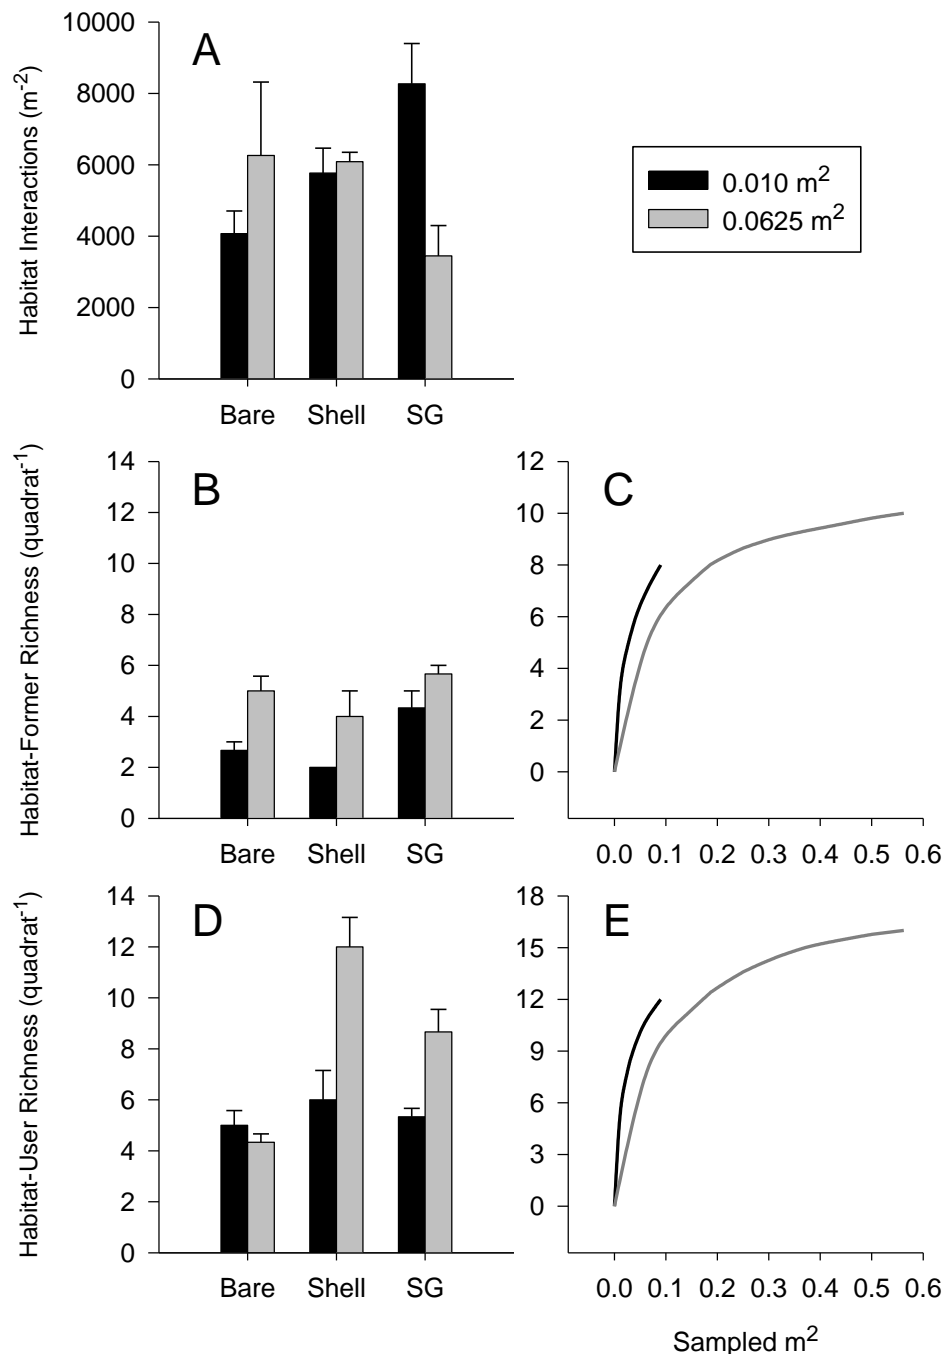 A
Habitat Interactions (m⁻²)
10000
8000
6000
4000
2000
0
Bare Shell SG
0.010 m²
0.0625 m²
B
Habitat-Former Richness (quadrat⁻¹)
14
12
10
8
6
4
2
0
Bare Shell SG
C
12
10
8
6
4
2
0
0.0 0.1 0.2 0.3 0.4 0.5 0.6
D
Habitat-User Richness (quadrat⁻¹)
14
12
10
8
6
4
2
0
Bare Shell SG
E
18
15
12
9
6
3
0
0.0 0.1 0.2 0.3 0.4 0.5 0.6
Sampled m²